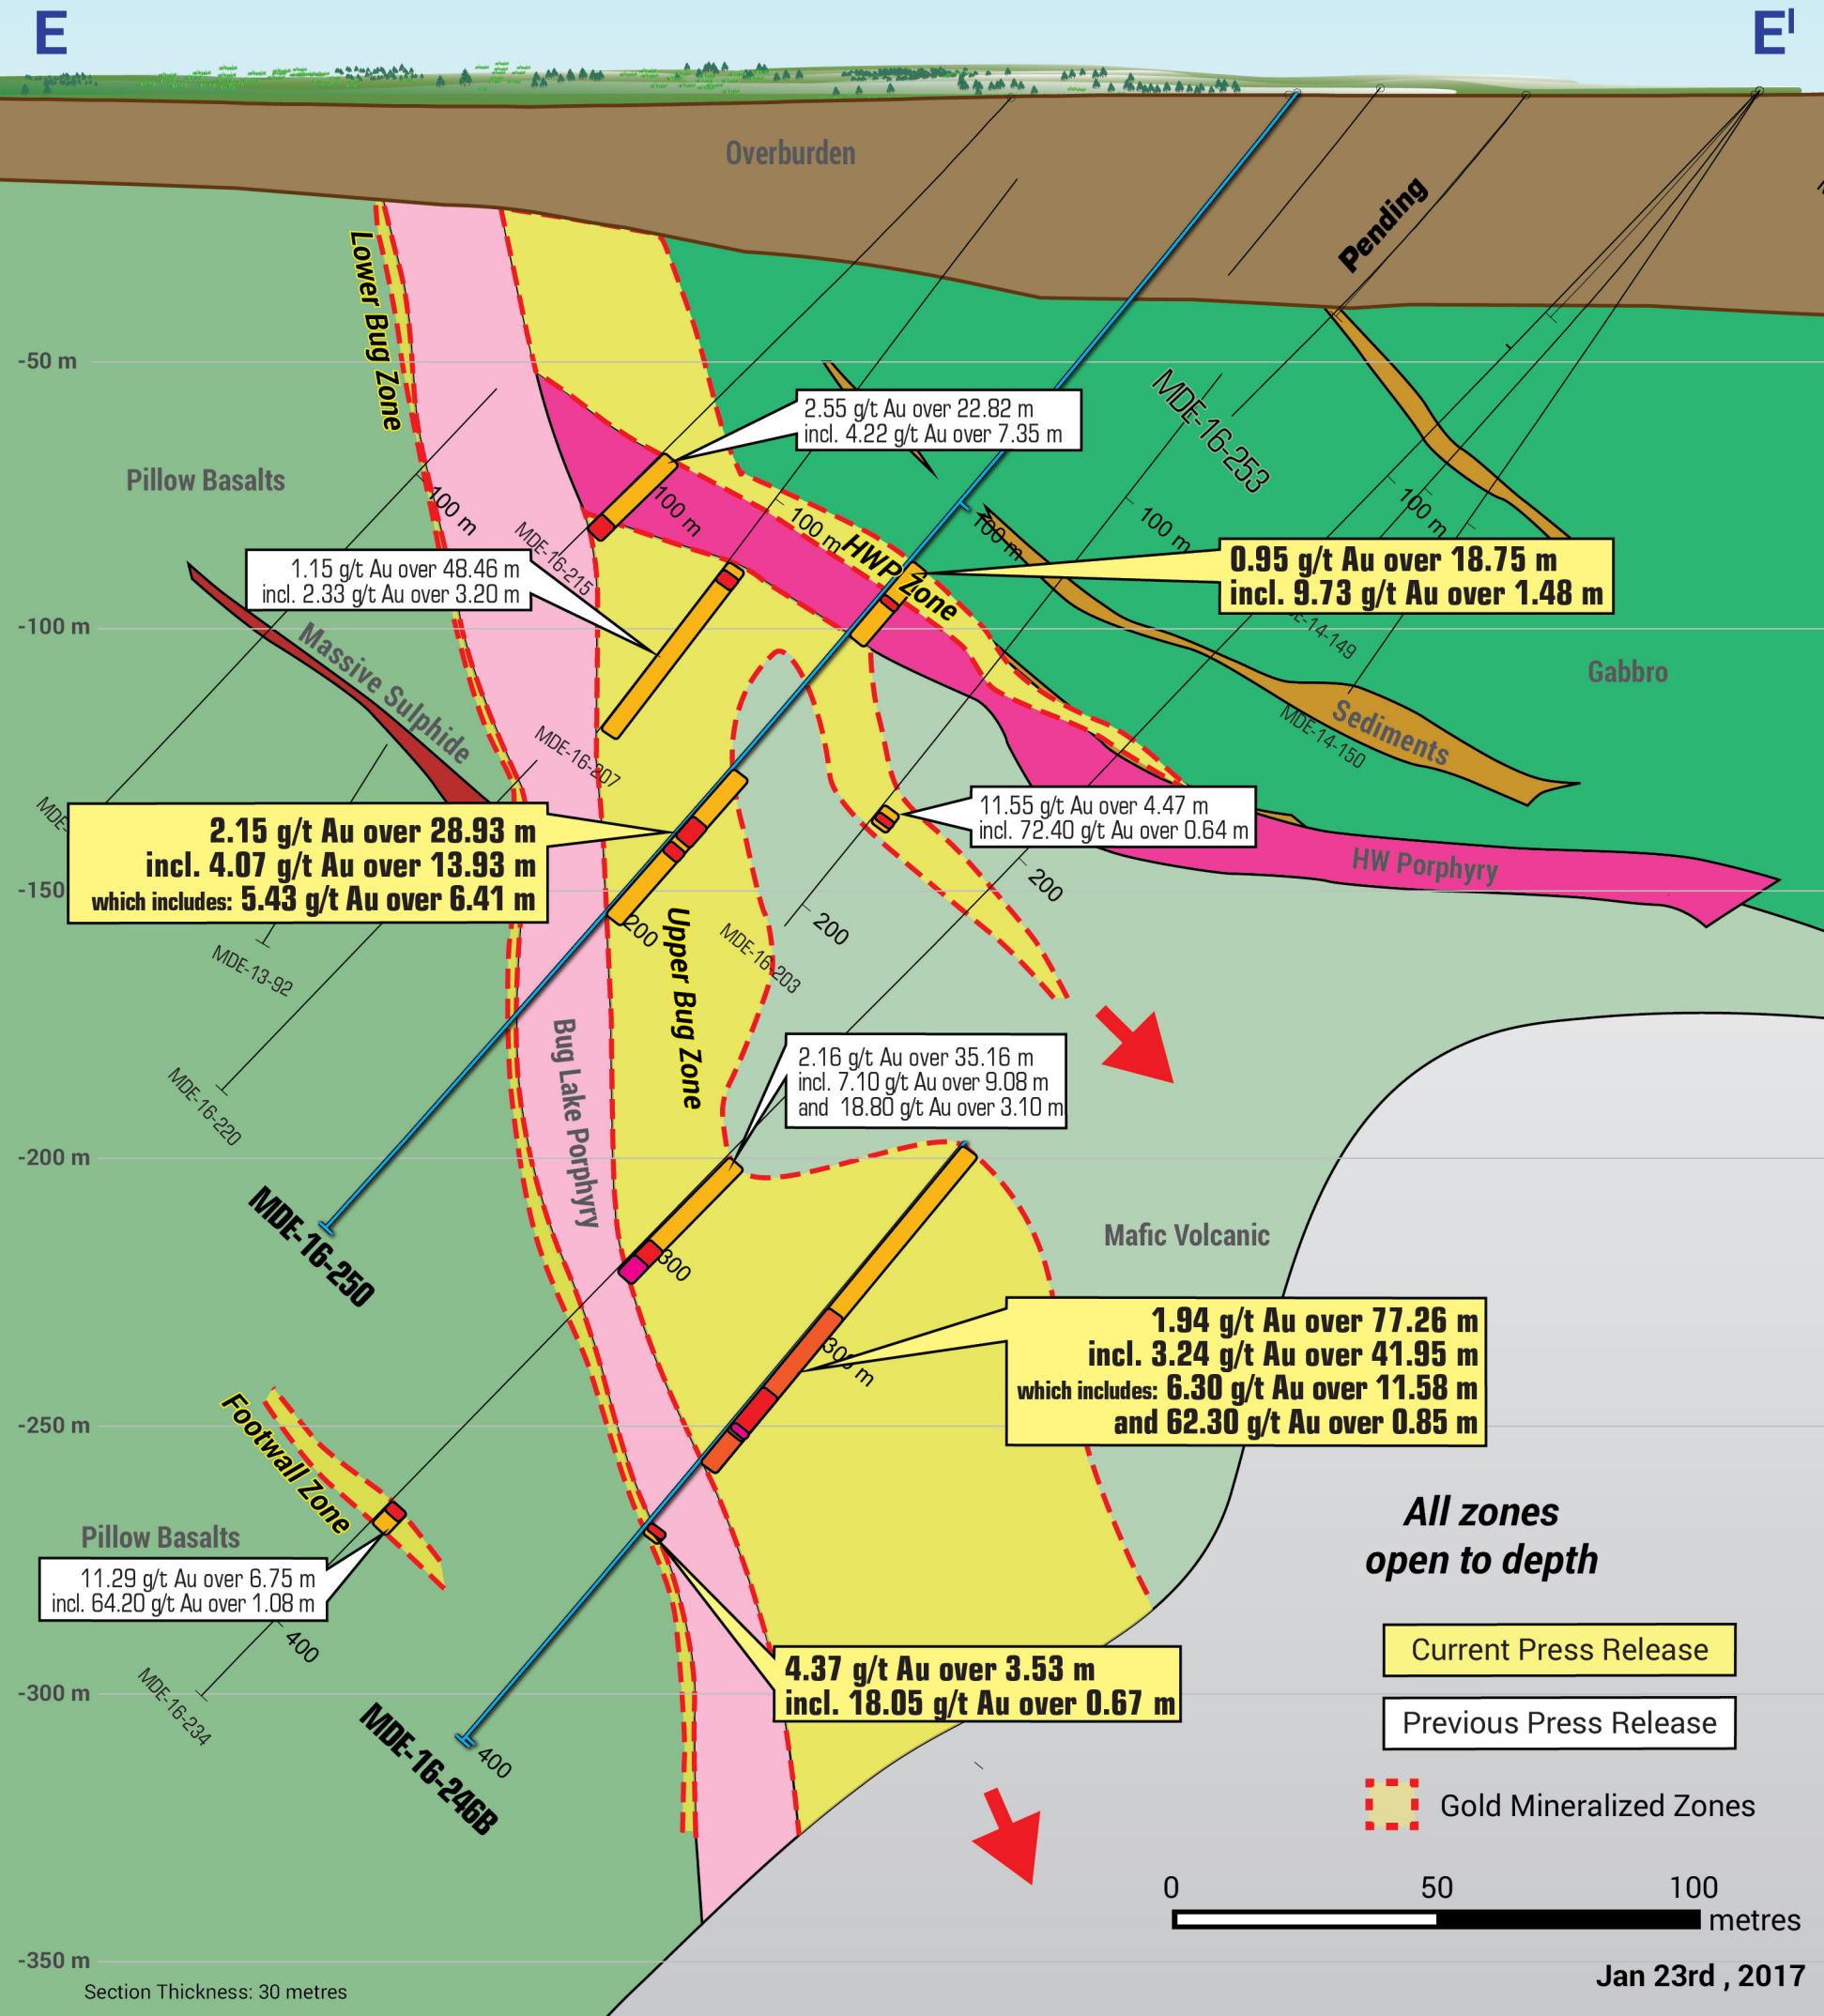 E
E'
Overburden
Pending
Lower Bug Zone
-50 m
2.55 g/t Au over 22.82 m
incl. 4.22 g/t Au over 7.35 m
MDE-16-253
Pillow Basalts
100 m
100 m
100 m
100 m
100 m
100 m
MDE-16-215
HWP Zone
1.15 g/t Au over 48.46 m
incl. 2.33 g/t Au over 3.20 m
0.95 g/t Au over 18.75 m
incl. 9.73 g/t Au over 1.48 m
-100 m
Massive Sulphide
E-14-149
Gabbro
Sediments
MDE-14-150
MDE-16-207
MDE-
11.55 g/t Au over 4.47 m
incl. 72.40 g/t Au over 0.64 m
2.15 g/t Au over 28.93 m
incl. 4.07 g/t Au over 13.93 m
which includes: 5.43 g/t Au over 6.41 m
HW Porphyry
-150
200
200
200
Upper Bug Zone
MDE-16-203
MDE-13-92
Bug Lake Porphyry
2.16 g/t Au over 35.16 m
incl. 7.10 g/t Au over 9.08 m
and 18.80 g/t Au over 3.10 m
MDE-16-220
-200 m
MDE-16-250
300
Mafic Volcanic
1.94 g/t Au over 77.26 m
incl. 3.24 g/t Au over 41.95 m
which includes: 6.30 g/t Au over 11.58 m
and 62.30 g/t Au over 0.85 m
300 m
-250 m
Footwall Zone
Pillow Basalts
11.29 g/t Au over 6.75 m
incl. 64.20 g/t Au over 1.08 m
All zones
open to depth
400
Current Press Release
4.37 g/t Au over 3.53 m
incl. 18.05 g/t Au over 0.67 m
-300 m
MDE-16-234
Previous Press Release
MDE-16-246B
400
Gold Mineralized Zones
0 50 100
metres
-350 m
Jan 23rd , 2017
Section Thickness: 30 metres